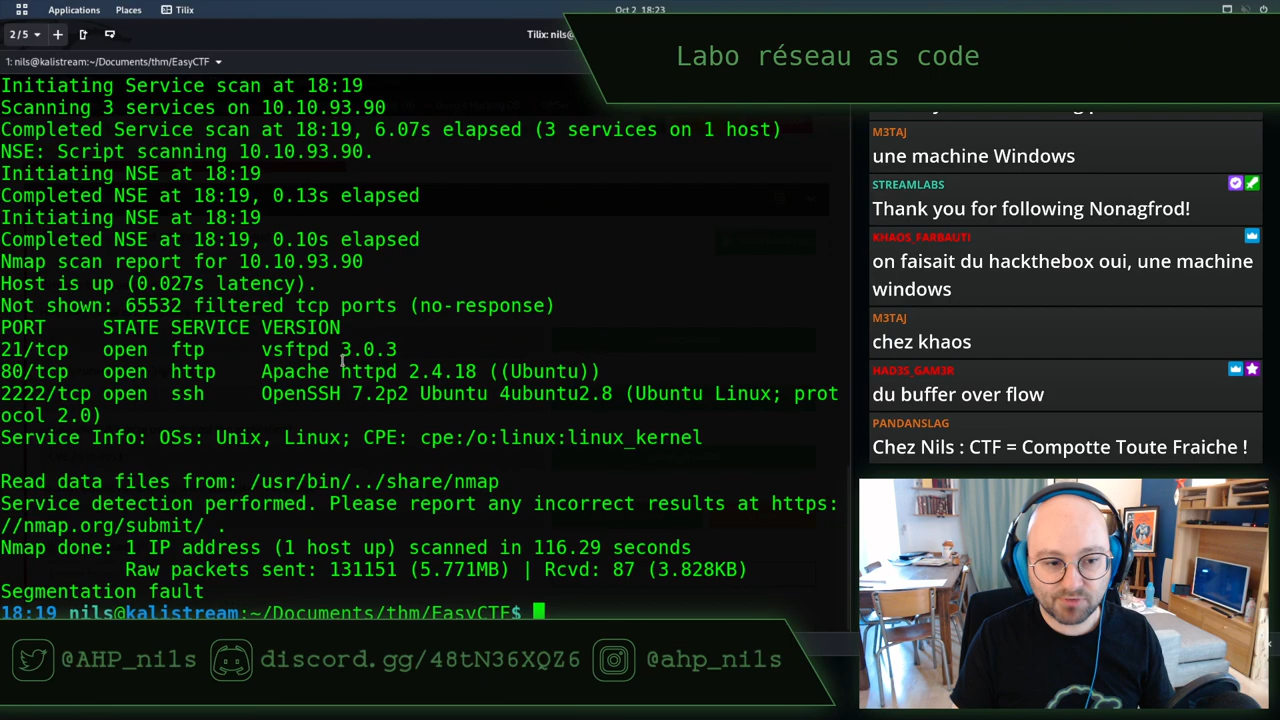 Applications Places Tilix
Oct 2 18:23
2/5
Tilix: nils@
1: nils@kalistream:~/Documents/thm/EasyCTF
Initiating Service scan at 18:19
Scanning 3 services on 10.10.93.90
Completed Service scan at 18:19, 6.07s elapsed (3 services on 1 host)
NSE: Script scanning 10.10.93.90.
Initiating NSE at 18:19
Completed NSE at 18:19, 0.13s elapsed
Initiating NSE at 18:19
Completed NSE at 18:19, 0.10s elapsed
Nmap scan report for 10.10.93.90
Host is up (0.027s latency).
Not shown: 65532 filtered tcp ports (no-response)
PORT STATE SERVICE VERSION
21/tcp open ftp vsftpd 3.0.3
80/tcp open http Apache httpd 2.4.18 ((Ubuntu))
2222/tcp open ssh OpenSSH 7.2p2 Ubuntu 4ubuntu2.8 (Ubuntu Linux; prot
ocol 2.0)
Service Info: OSs: Unix, Linux; CPE: cpe:/o:linux:linux_kernel
Read data files from: /usr/bin/../share/nmap
Service detection performed. Please report any incorrect results at https:
//nmap.org/submit/ .
Nmap done: 1 IP address (1 host up) scanned in 116.29 seconds
Raw packets sent: 131151 (5.771MB) | Rcvd: 87 (3.828KB)
Segmentation fault
18:19 nils@kalistream:~/Documents/thm/EasyCTF$
Labo réseau as code
M3TAJ
une machine Windows
STREAMLABS
Thank you for following Nonagfrod!
KHAOS_FARBAUTI
on faisait du hackthebox oui, une machine
windows
M3TAJ
chez khaos
HAD3S_GAM3R
du buffer over flow
PANDANSLAG
Chez Nils : CTF = Compotte Toute Fraiche !
@AHP_nils
discord.gg/48tN36XQZ6
@ahp_nils